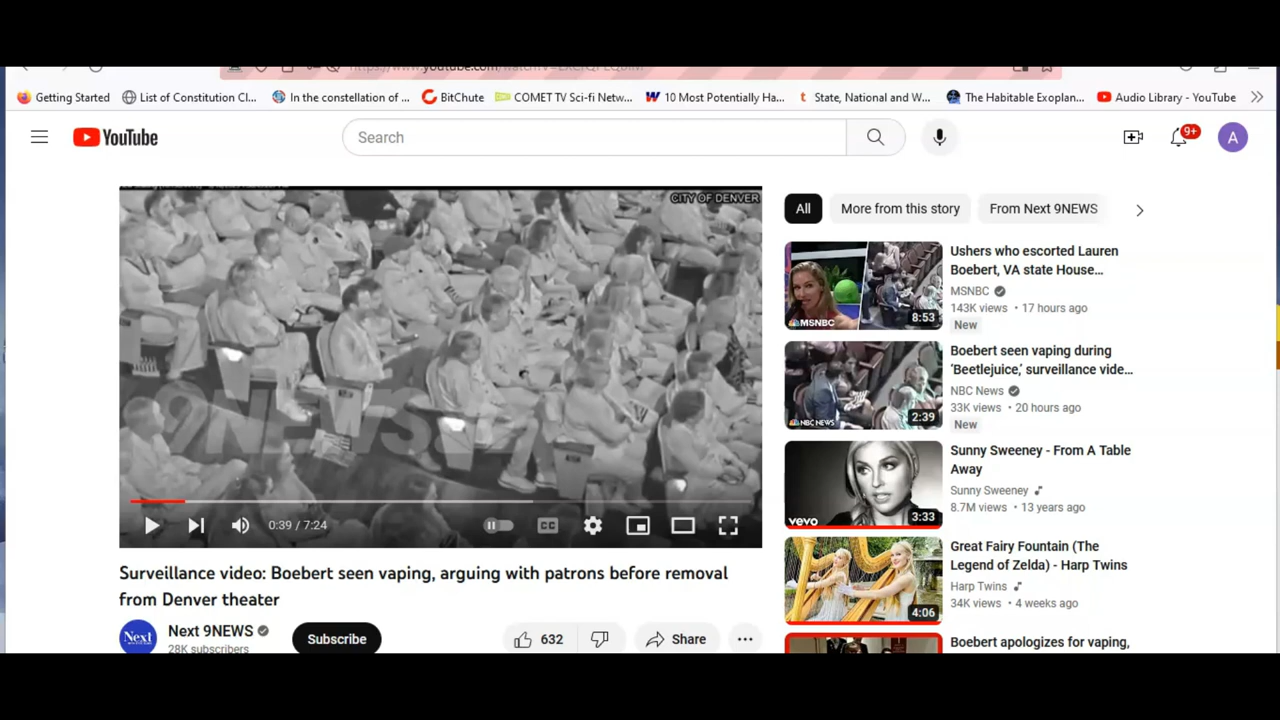 Getting Started
List of Constitution Cl...
In the constellation of ...
BitChute
COMET TV Sci-fi Netw...
10 Most Potentially Ha...
State, National and W...
The Habitable Exoplan...
Audio Library - YouTube
YouTube
Search
9+
A
CITY OF DENVER
9NEWS
0:39 / 7:24
CC
Surveillance video: Boebert seen vaping, arguing with patrons before removal
from Denver theater
Next
Next 9NEWS
28K subscribers
Subscribe
632
Share
All
More from this story
From Next 9NEWS
MSNBC
8:53
Ushers who escorted Lauren
Boebert, VA state House...
MSNBC
143K views • 17 hours ago
New
NBC NEWS
2:39
Boebert seen vaping during
‘Beetlejuice,’ surveillance vide...
NBC News
33K views • 20 hours ago
New
vevo
3:33
Sunny Sweeney - From A Table
Away
Sunny Sweeney
8.7M views • 13 years ago
4:06
Great Fairy Fountain (The
Legend of Zelda) - Harp Twins
Harp Twins
34K views • 4 weeks ago
Boebert apologizes for vaping,